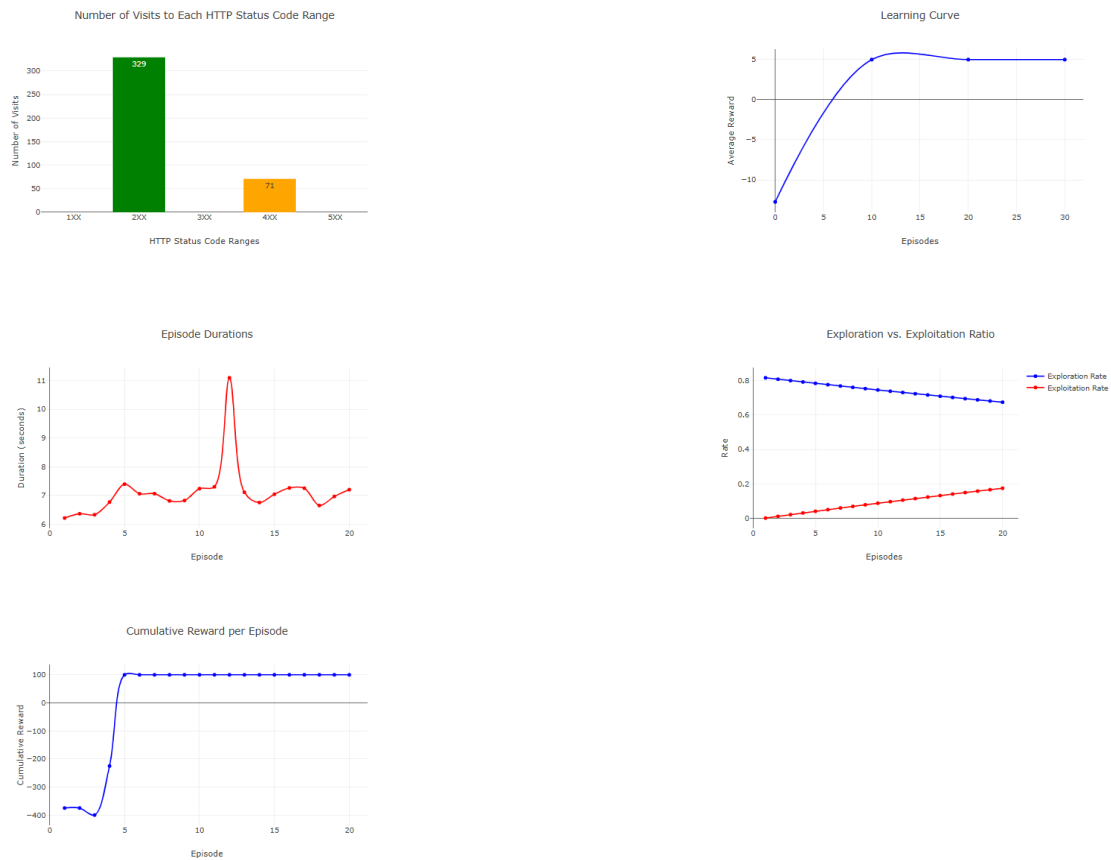 Number of Visits to Each HTTP Status Code Range
300
250
200
150
100
50
0
Number of Visits
329
71
1XX
2XX
3XX
4XX
5XX
HTTP Status Code Ranges
Learning Curve
5
0
−5
−10
Average Reward
0
5
10
15
20
25
30
Episodes
Episode Durations
11
10
9
8
7
6
Duration (seconds)
0
5
10
15
20
Episode
Exploration vs. Exploitation Ratio
0.8
0.6
0.4
0.2
0
Rate
0
5
10
15
20
Episodes
Exploration Rate
Exploitation Rate
Cumulative Reward per Episode
100
0
−100
−200
−300
−400
Cumulative Reward
0
5
10
15
20
Episode